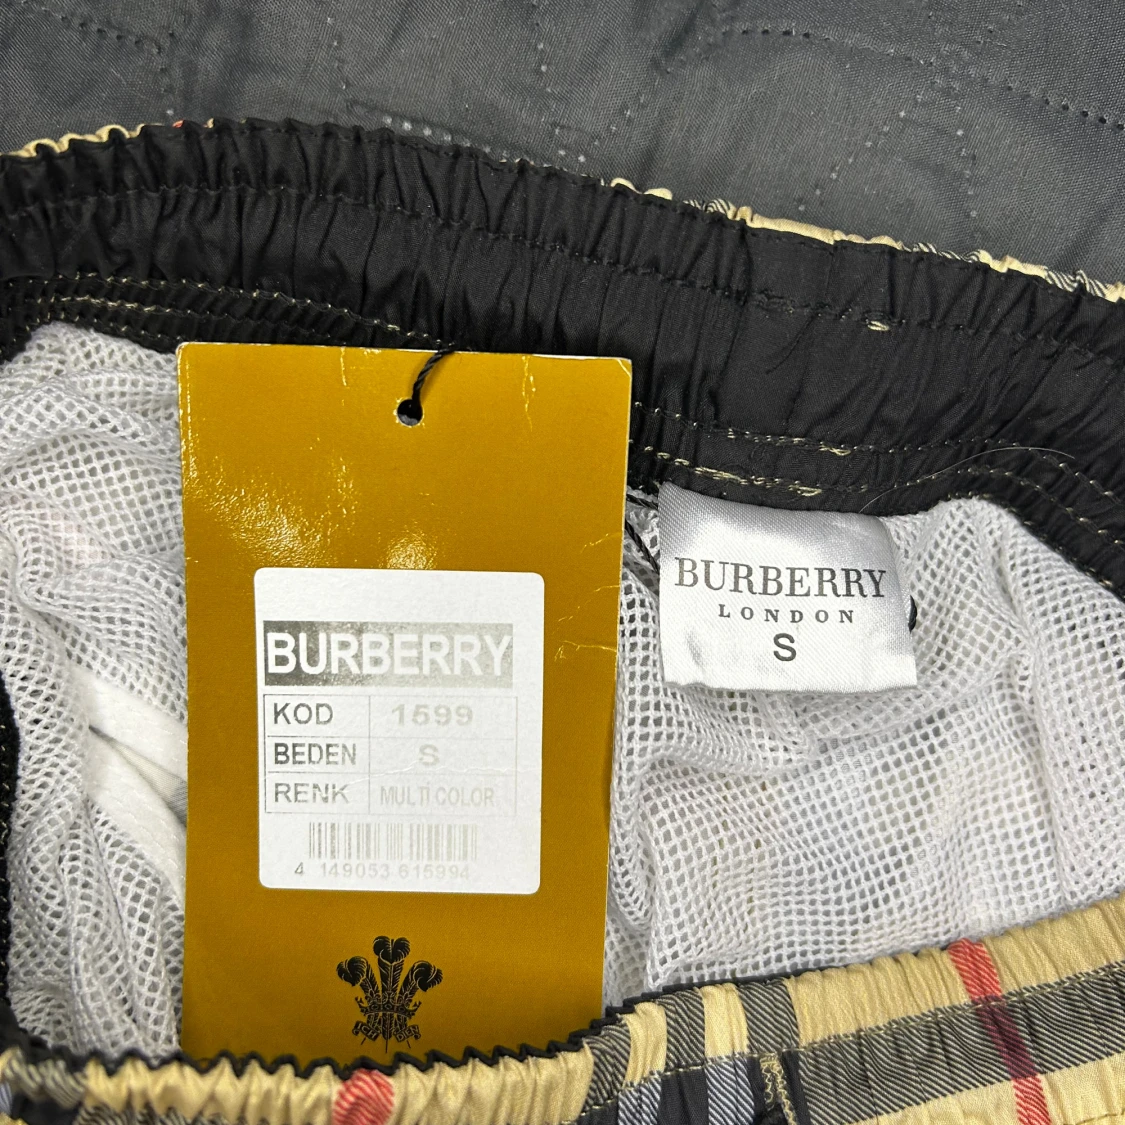 BURBERRY
KOD 1599
BEDEN S
RENK MULTI COLOR
4 149053 615994
BURBERRY
LONDON
S